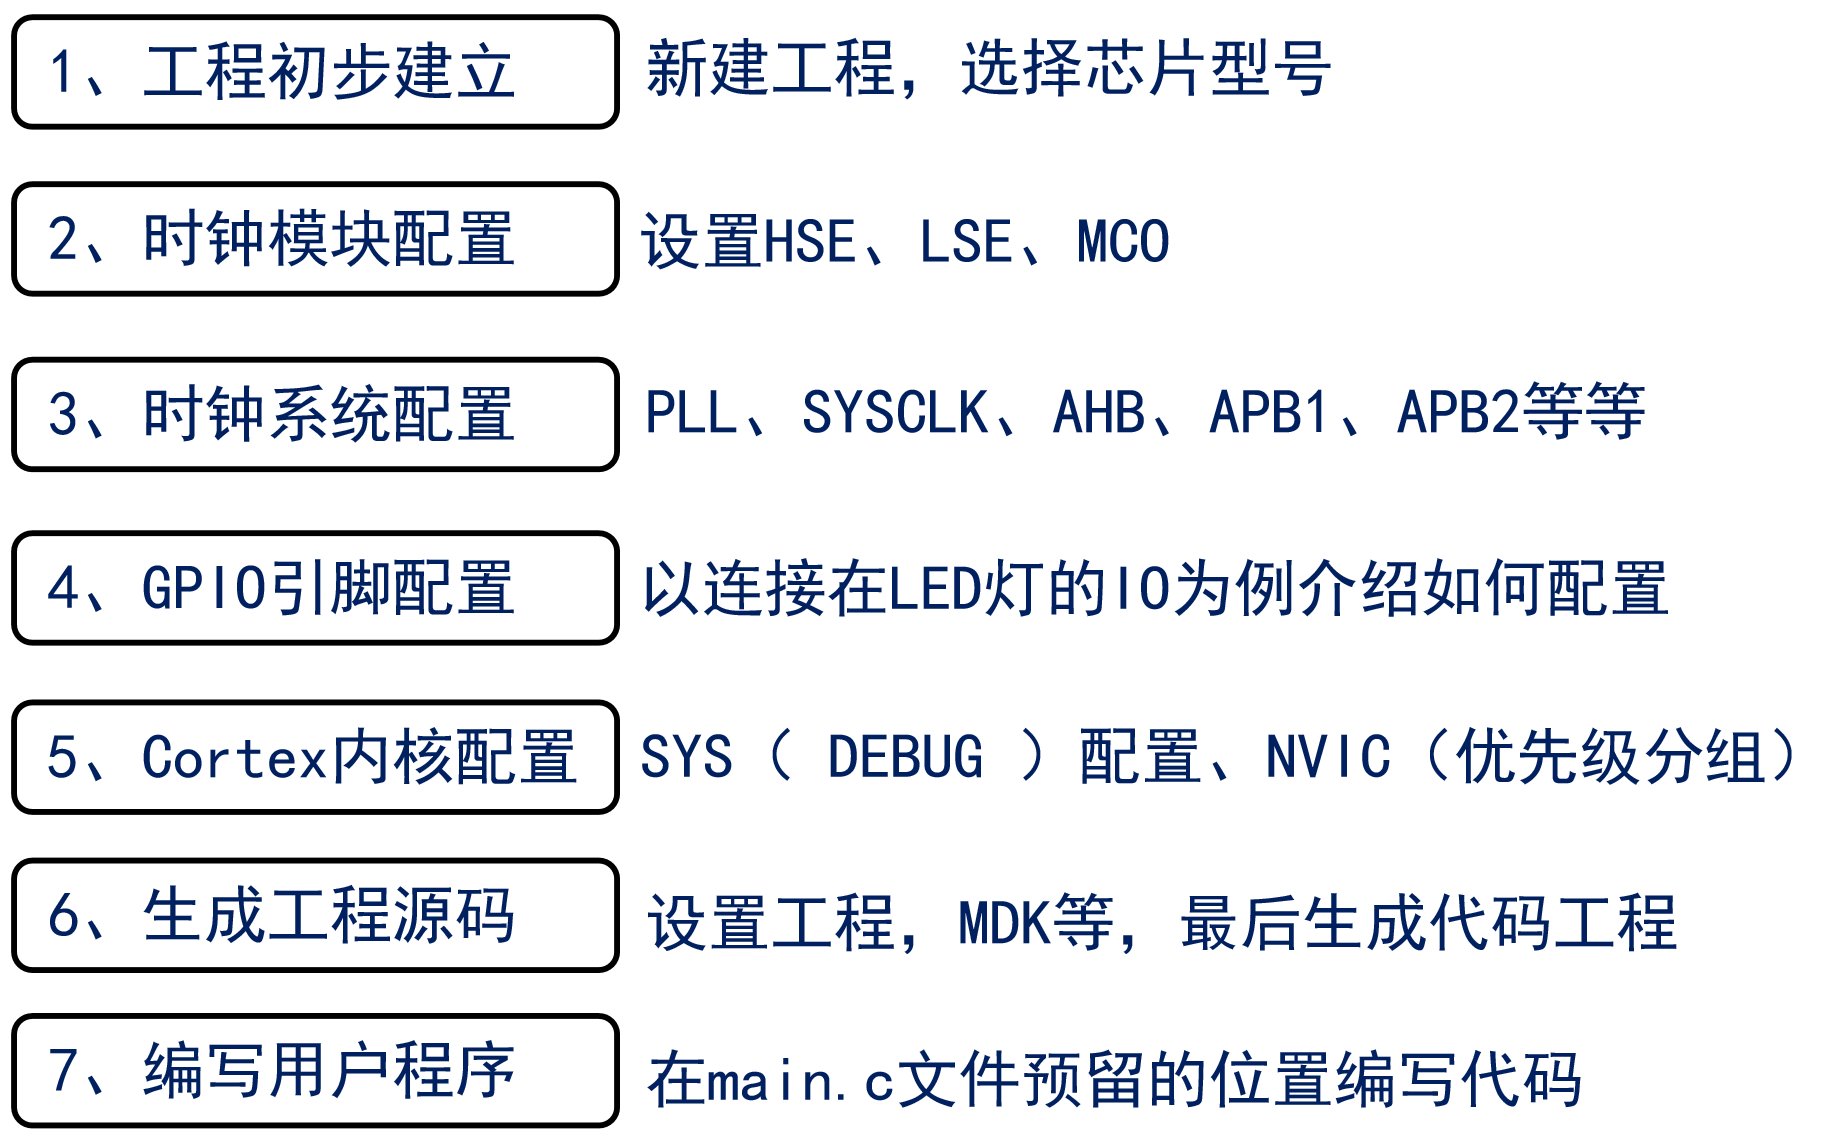 1、工程初步建立 新建工程，选择芯片型号
2、时钟模块配置 设置HSE、LSE、MCO
3、时钟系统配置 PLL、SYSCLK、AHB、APB1、APB2等等
4、GPIO引脚配置 以连接在LED灯的IO为例介绍如何配置
5、Cortex内核配置 SYS（ DEBUG ）配置、NVIC（优先级分组）
6、生成工程源码 设置工程，MDK等，最后生成代码工程
7、编写用户程序 在main.c文件预留的位置编写代码